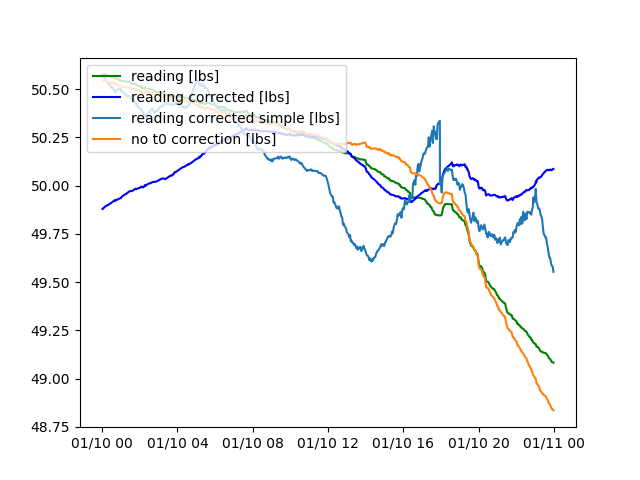 reading [lbs]
reading corrected [lbs]
reading corrected simple [lbs]
no t0 correction [lbs]
50.50
50.25
50.00
49.75
49.50
49.25
49.00
48.75
01/10 00 01/10 04 01/10 08 01/10 12 01/10 16 01/10 20 01/11 00